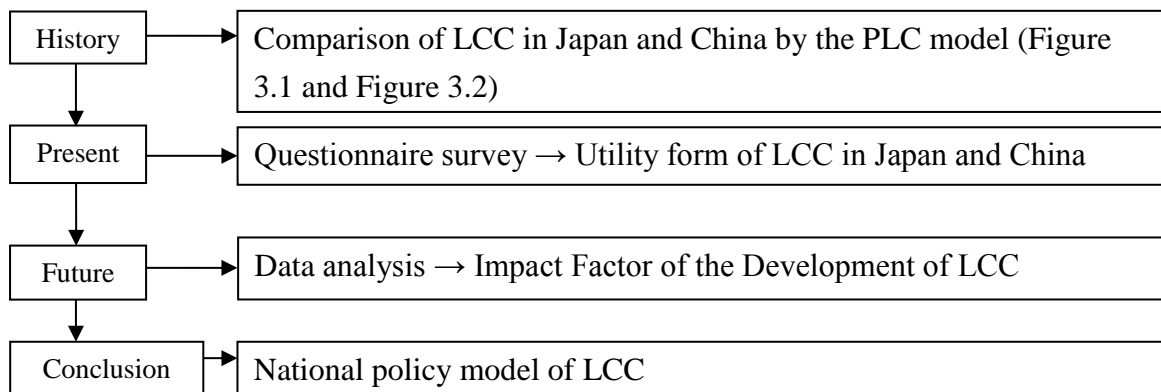 History
Comparison of LCC in Japan and China by the PLC model (Figure
3.1 and Figure 3.2)
Present
Questionnaire survey → Utility form of LCC in Japan and China
Future
Data analysis → Impact Factor of the Development of LCC
Conclusion
National policy model of LCC